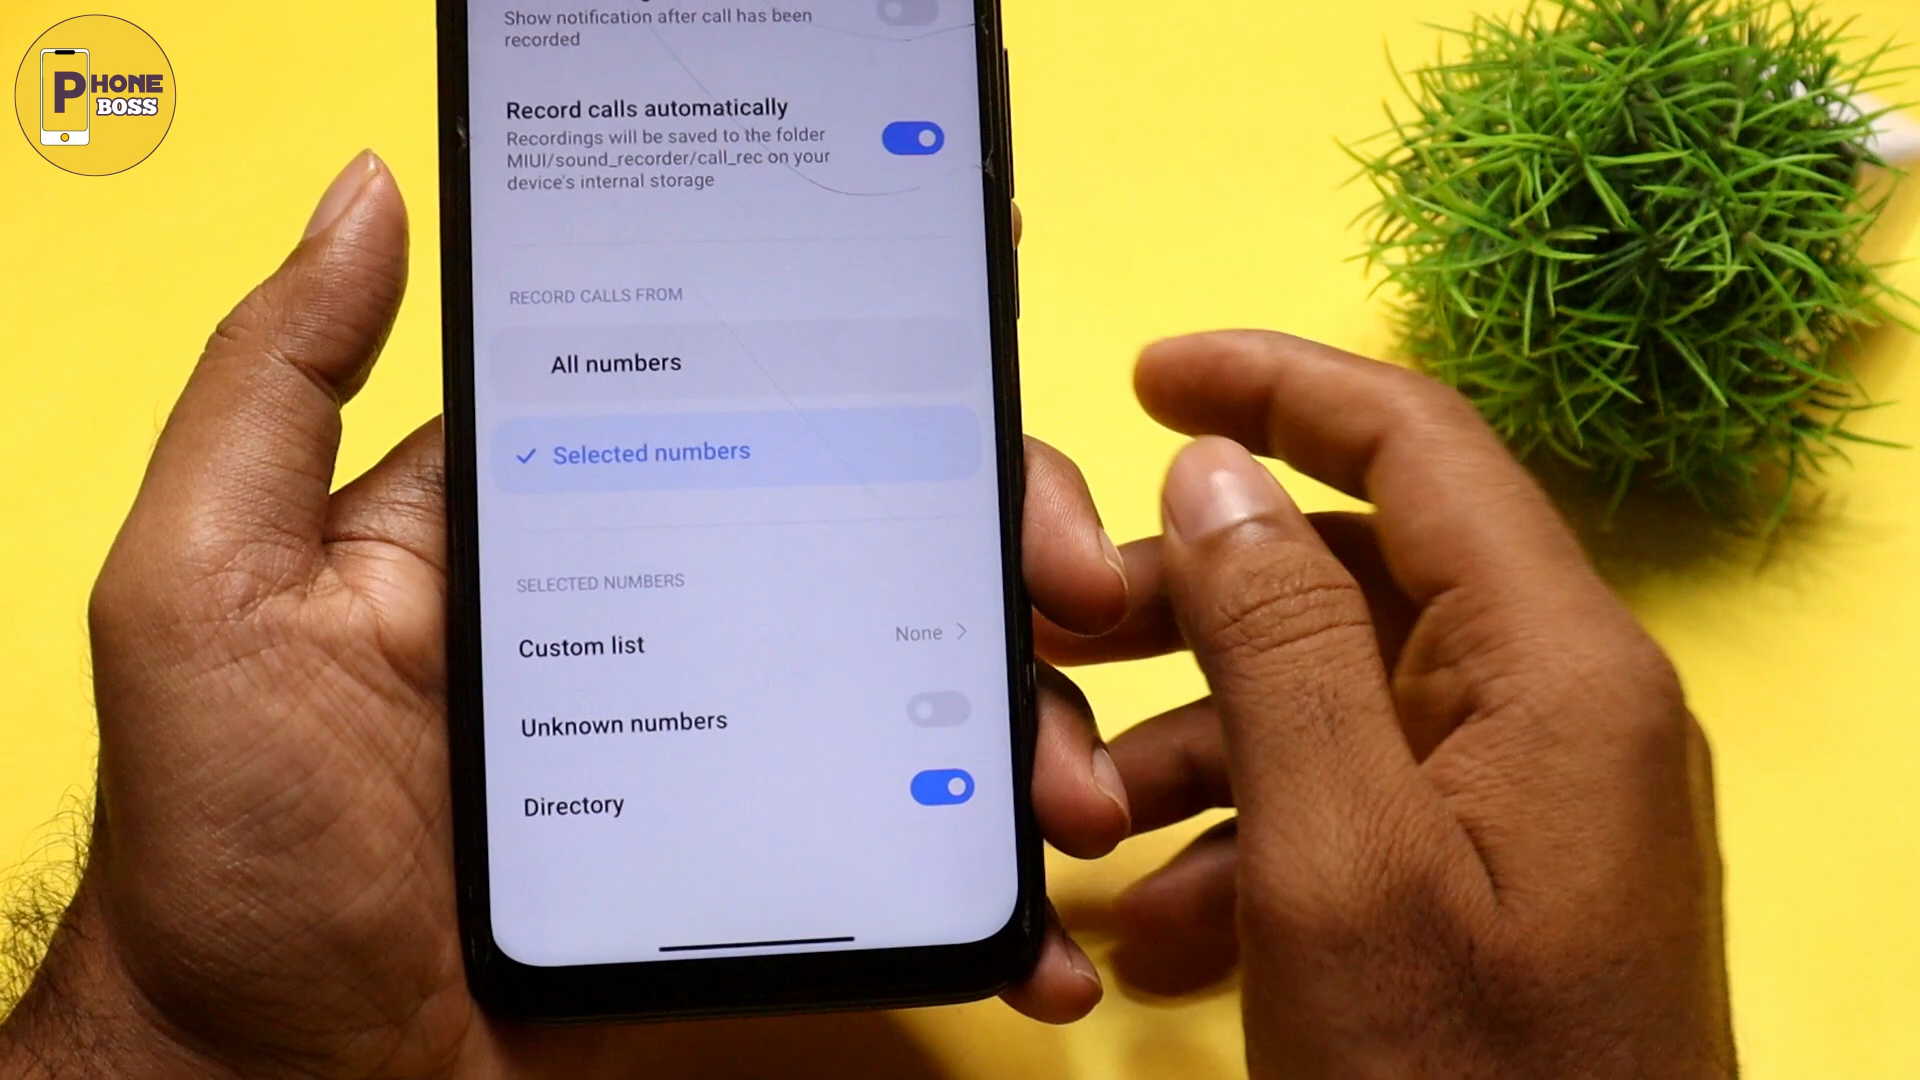 PHONE
BOSS
Show notification after call has been
recorded
Record calls automatically
Recordings will be saved to the folder
MIUI/sound_recorder/call_rec on your
device's internal storage
RECORD CALLS FROM
All numbers
Selected numbers
SELECTED NUMBERS
Custom list None
Unknown numbers
Directory